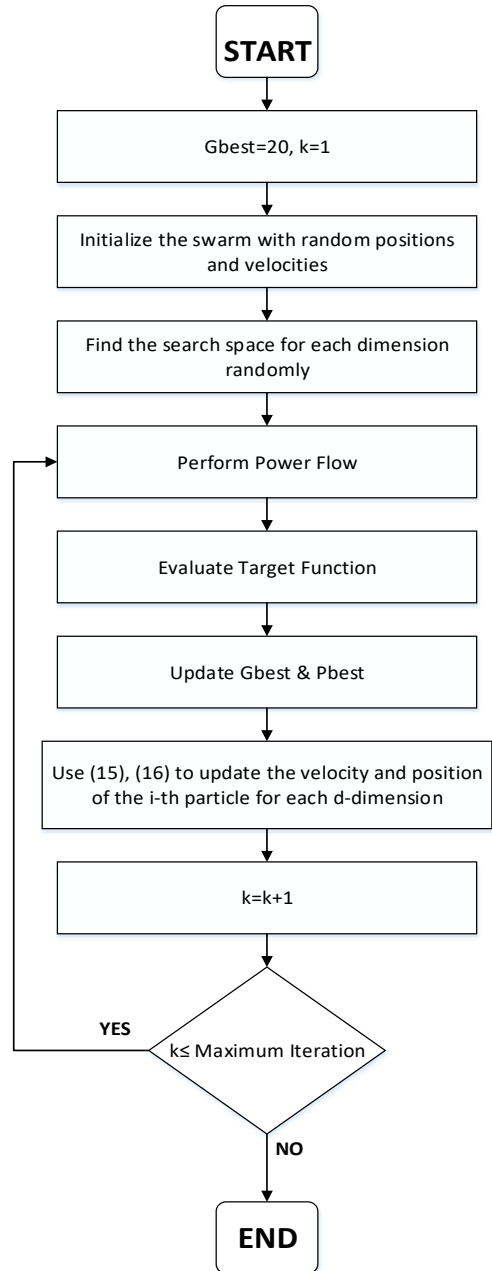 START
Gbest=20, k=1
Initialize the swarm with random positions
and velocities
Find the search space for each dimension
randomly
Perform Power Flow
Evaluate Target Function
Update Gbest & Pbest
Use (15), (16) to update the velocity and position
of the i-th particle for each d-dimension
k=k+1
YES
k≤ Maximum Iteration
NO
END